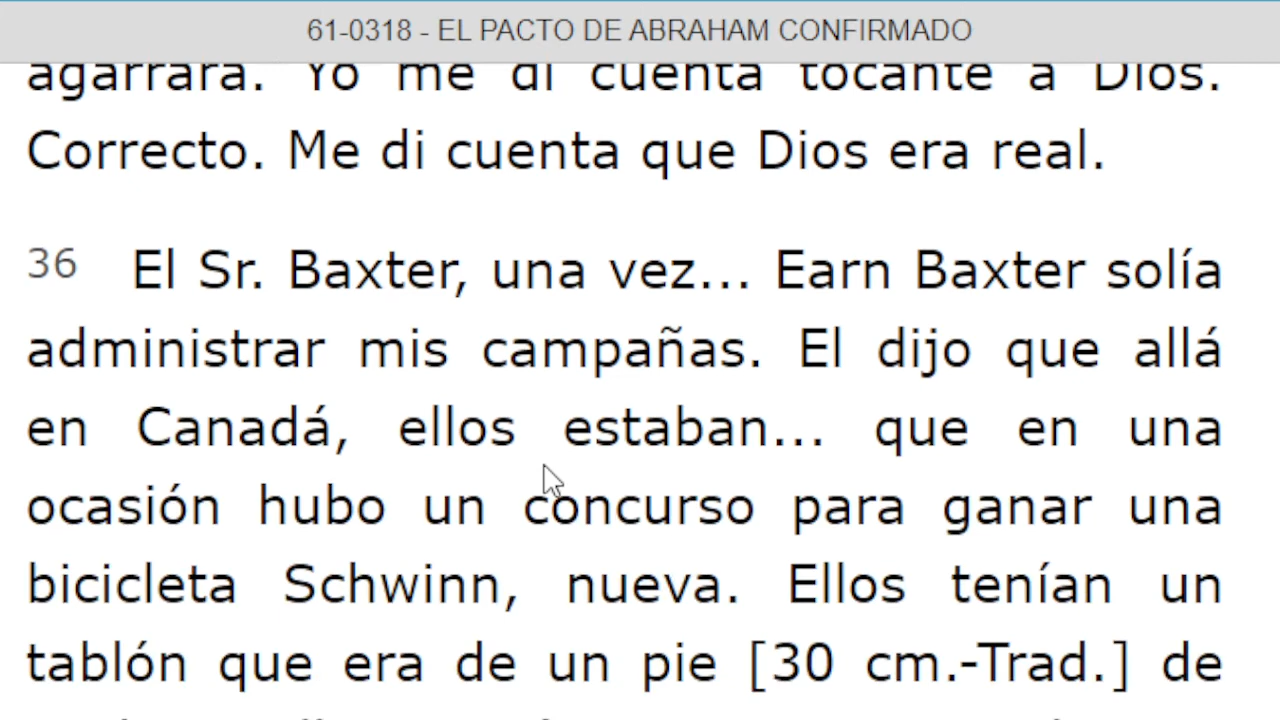 61-0318 - EL PACTO DE ABRAHAM CONFIRMADO
agarrara. Yo me di cuenta tocante a Dios.
Correcto. Me di cuenta que Dios era real.
36 El Sr. Baxter, una vez... Earn Baxter solía
administrar mis campañas. El dijo que allá
en Canadá, ellos estaban... que en una
ocasión hubo un concurso para ganar una
bicicleta Schwinn, nueva. Ellos tenían un
tablón que era de un pie [30 cm.-Trad.] de